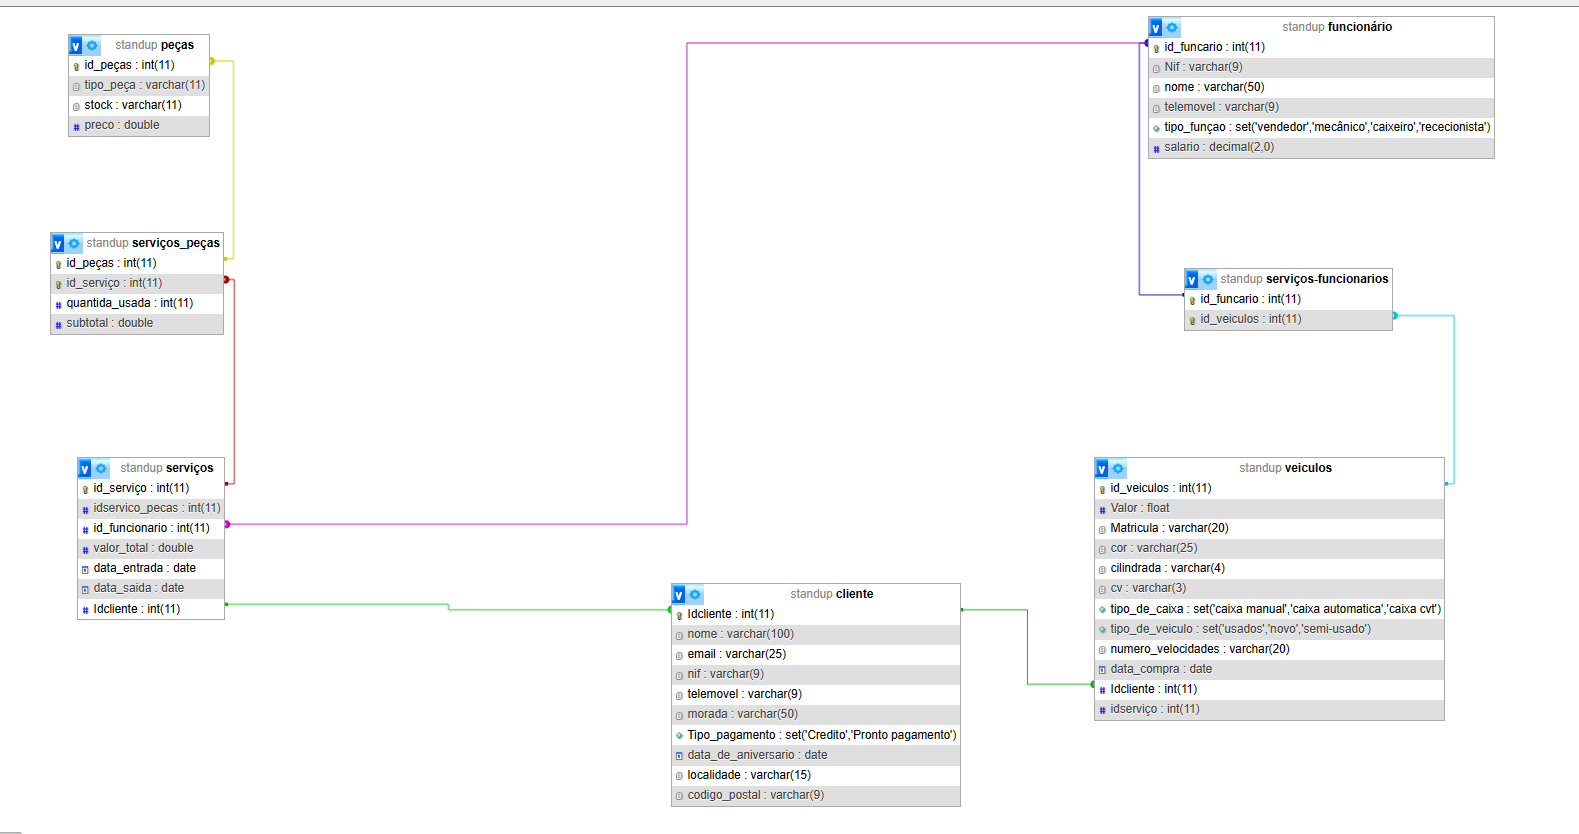 standup peças
id_peças : int(11)
tipo_peça : varchar(11)
stock : varchar(11)
preco : double
standup funcionário
id_funcario : int(11)
Nif : varchar(9)
nome : varchar(50)
telemovel : varchar(9)
tipo_funçao : set('vendedor','mecânico','caixeiro','rececionista')
salario : decimal(2,0)
standup serviços_peças
id_peças : int(11)
id_serviço : int(11)
quantida_usada : int(11)
subtotal : double
standup serviços-funcionarios
id_funcario : int(11)
id_veiculos : int(11)
standup serviços
id_serviço : int(11)
idservico_pecas : int(11)
id_funcionario : int(11)
valor_total : double
data_entrada : date
data_saida : date
Idcliente : int(11)
standup cliente
Idcliente : int(11)
nome : varchar(100)
email : varchar(25)
nif : varchar(9)
telemovel : varchar(9)
morada : varchar(50)
Tipo_pagamento : set('Credito','Pronto pagamento')
data_de_aniversario : date
localidade : varchar(15)
codigo_postal : varchar(9)
standup veiculos
id_veiculos : int(11)
Valor : float
Matricula : varchar(20)
cor : varchar(25)
cilindrada : varchar(4)
cv : varchar(3)
tipo_de_caixa : set('caixa manual','caixa automatica','caixa cvt')
tipo_de_veiculo : set('usados','novo','semi-usado')
numero_velocidades : varchar(20)
data_compra : date
Idcliente : int(11)
idserviço : int(11)